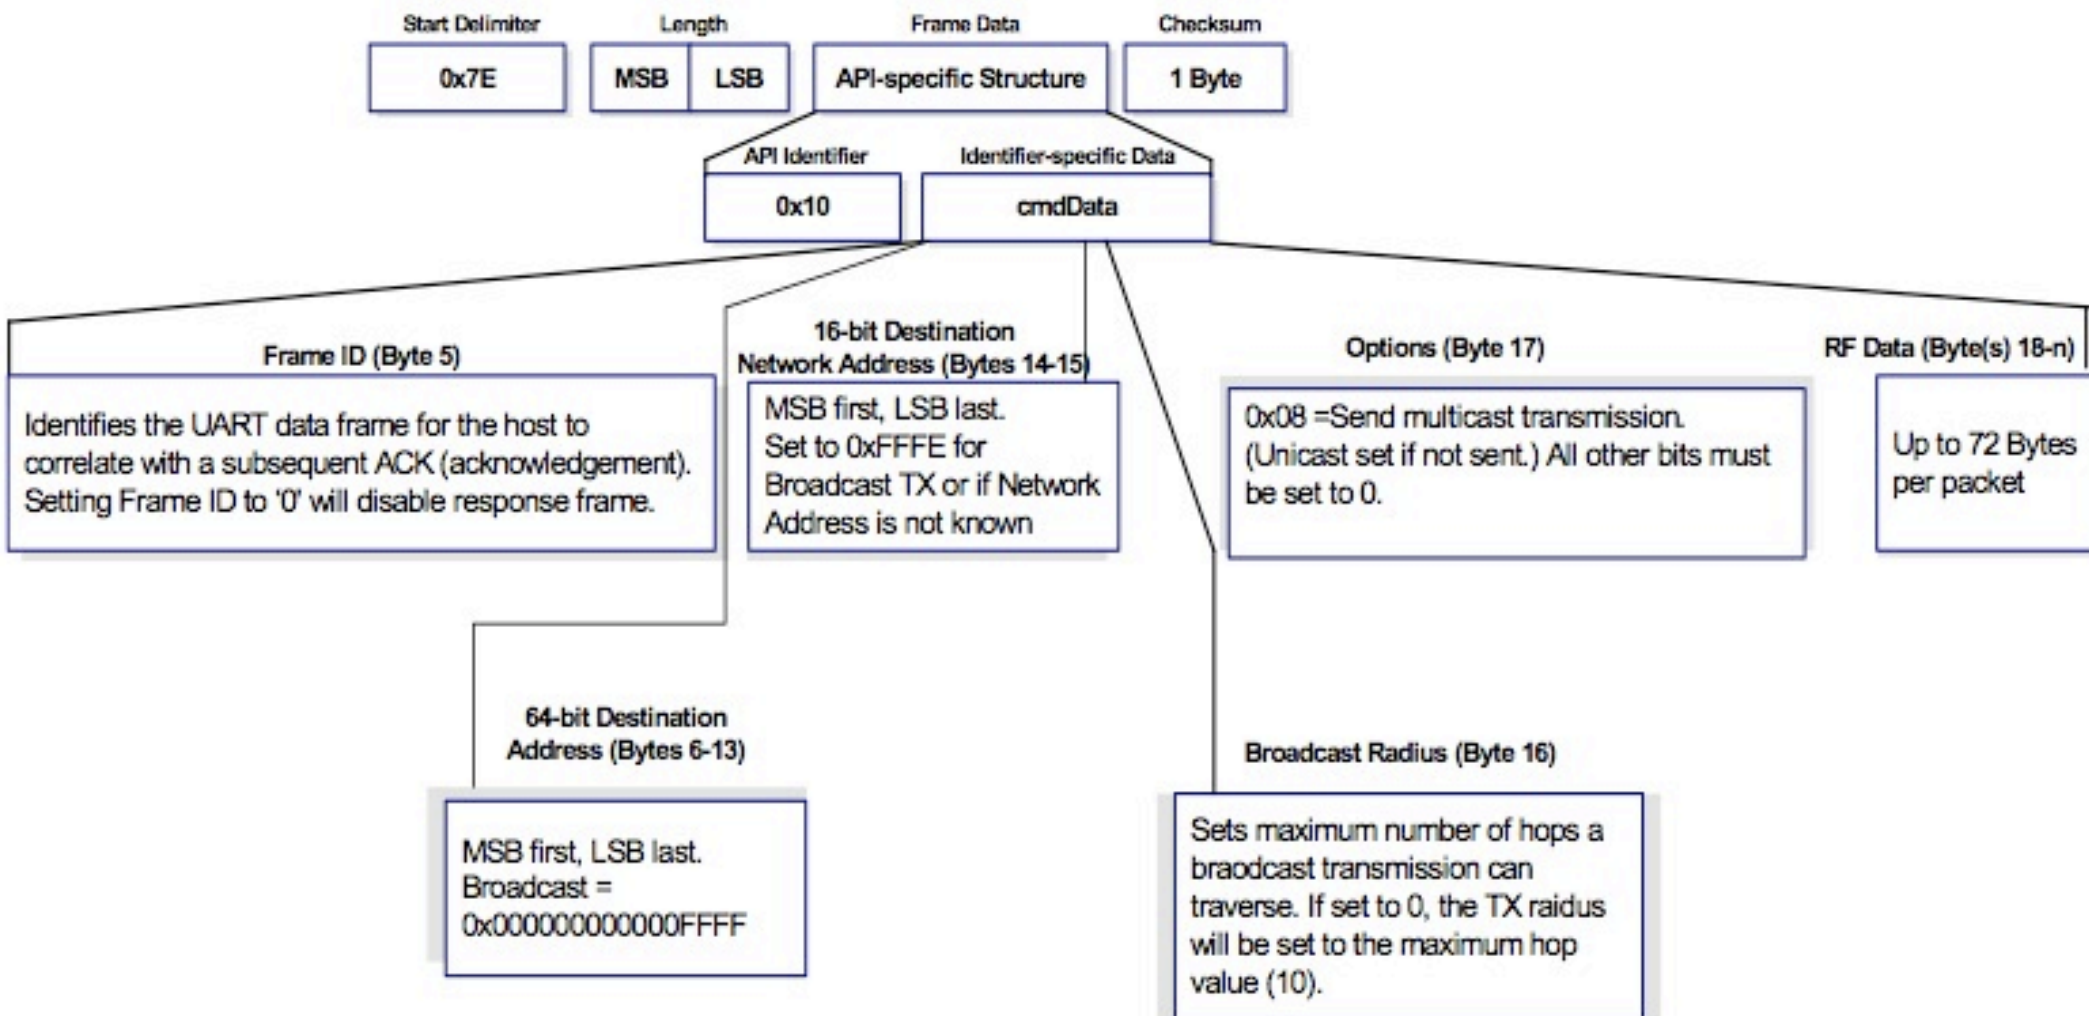 Start Delimiter
Length
Frame Data
Checksum
0x7E
MSB
LSB
API-specific Structure
1 Byte
API Identifier
Identifier-specific Data
0x10
cmdData
Frame ID (Byte 5)
Identifies the UART data frame for the host to
correlate with a subsequent ACK (acknowledgement).
Setting Frame ID to '0' will disable response frame.
16-bit Destination
Network Address (Bytes 14-15)
MSB first, LSB last.
Set to 0xFFFE for
Broadcast TX or if Network
Address is not known
Options (Byte 17)
0x08 =Send multicast transmission.
(Unicast set if not sent.) All other bits must
be set to 0.
RF Data (Byte(s) 18-n)
Up to 72 Bytes
per packet
64-bit Destination
Address (Bytes 6-13)
MSB first, LSB last.
Broadcast =
0x000000000000FFFF
Broadcast Radius (Byte 16)
Sets maximum number of hops a
braodcast transmission can
traverse. If set to 0, the TX raidus
will be set to the maximum hop
value (10).